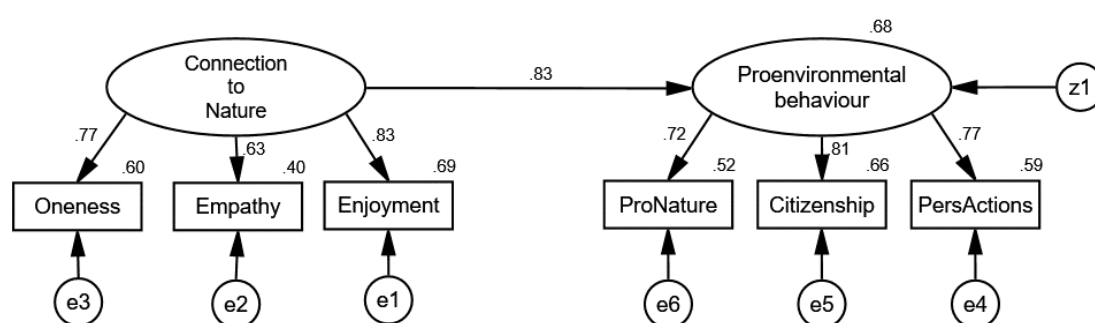 .68
Connection
to
Nature
.83
Proenvironmental
behaviour
z1
.77
.63
.83
.72
.81
.77
.60
.40
.69
.52
.66
.59
Oneness
Empathy
Enjoyment
ProNature
Citizenship
PersActions
e3
e2
e1
e6
e5
e4